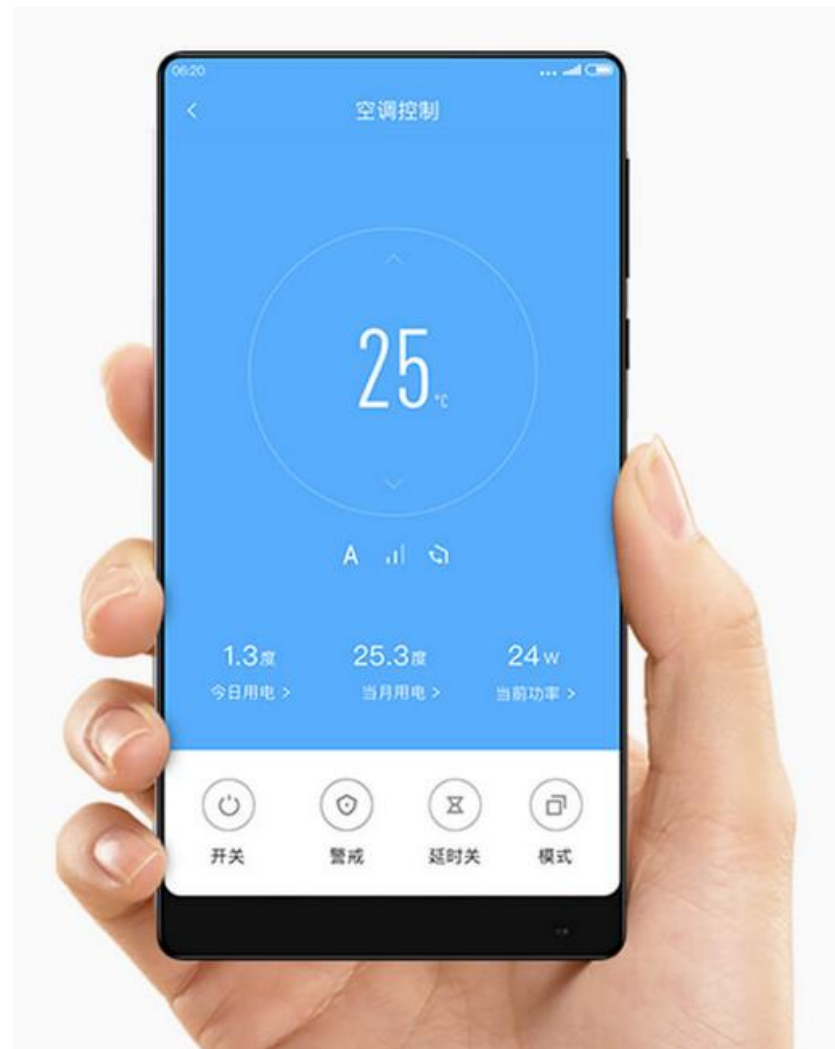 06:20
空调控制
25°C
A
1.3度 25.3度 24w
今日用电 > 当月用电 > 当前功率 >
开关 警戒 延时关 模式